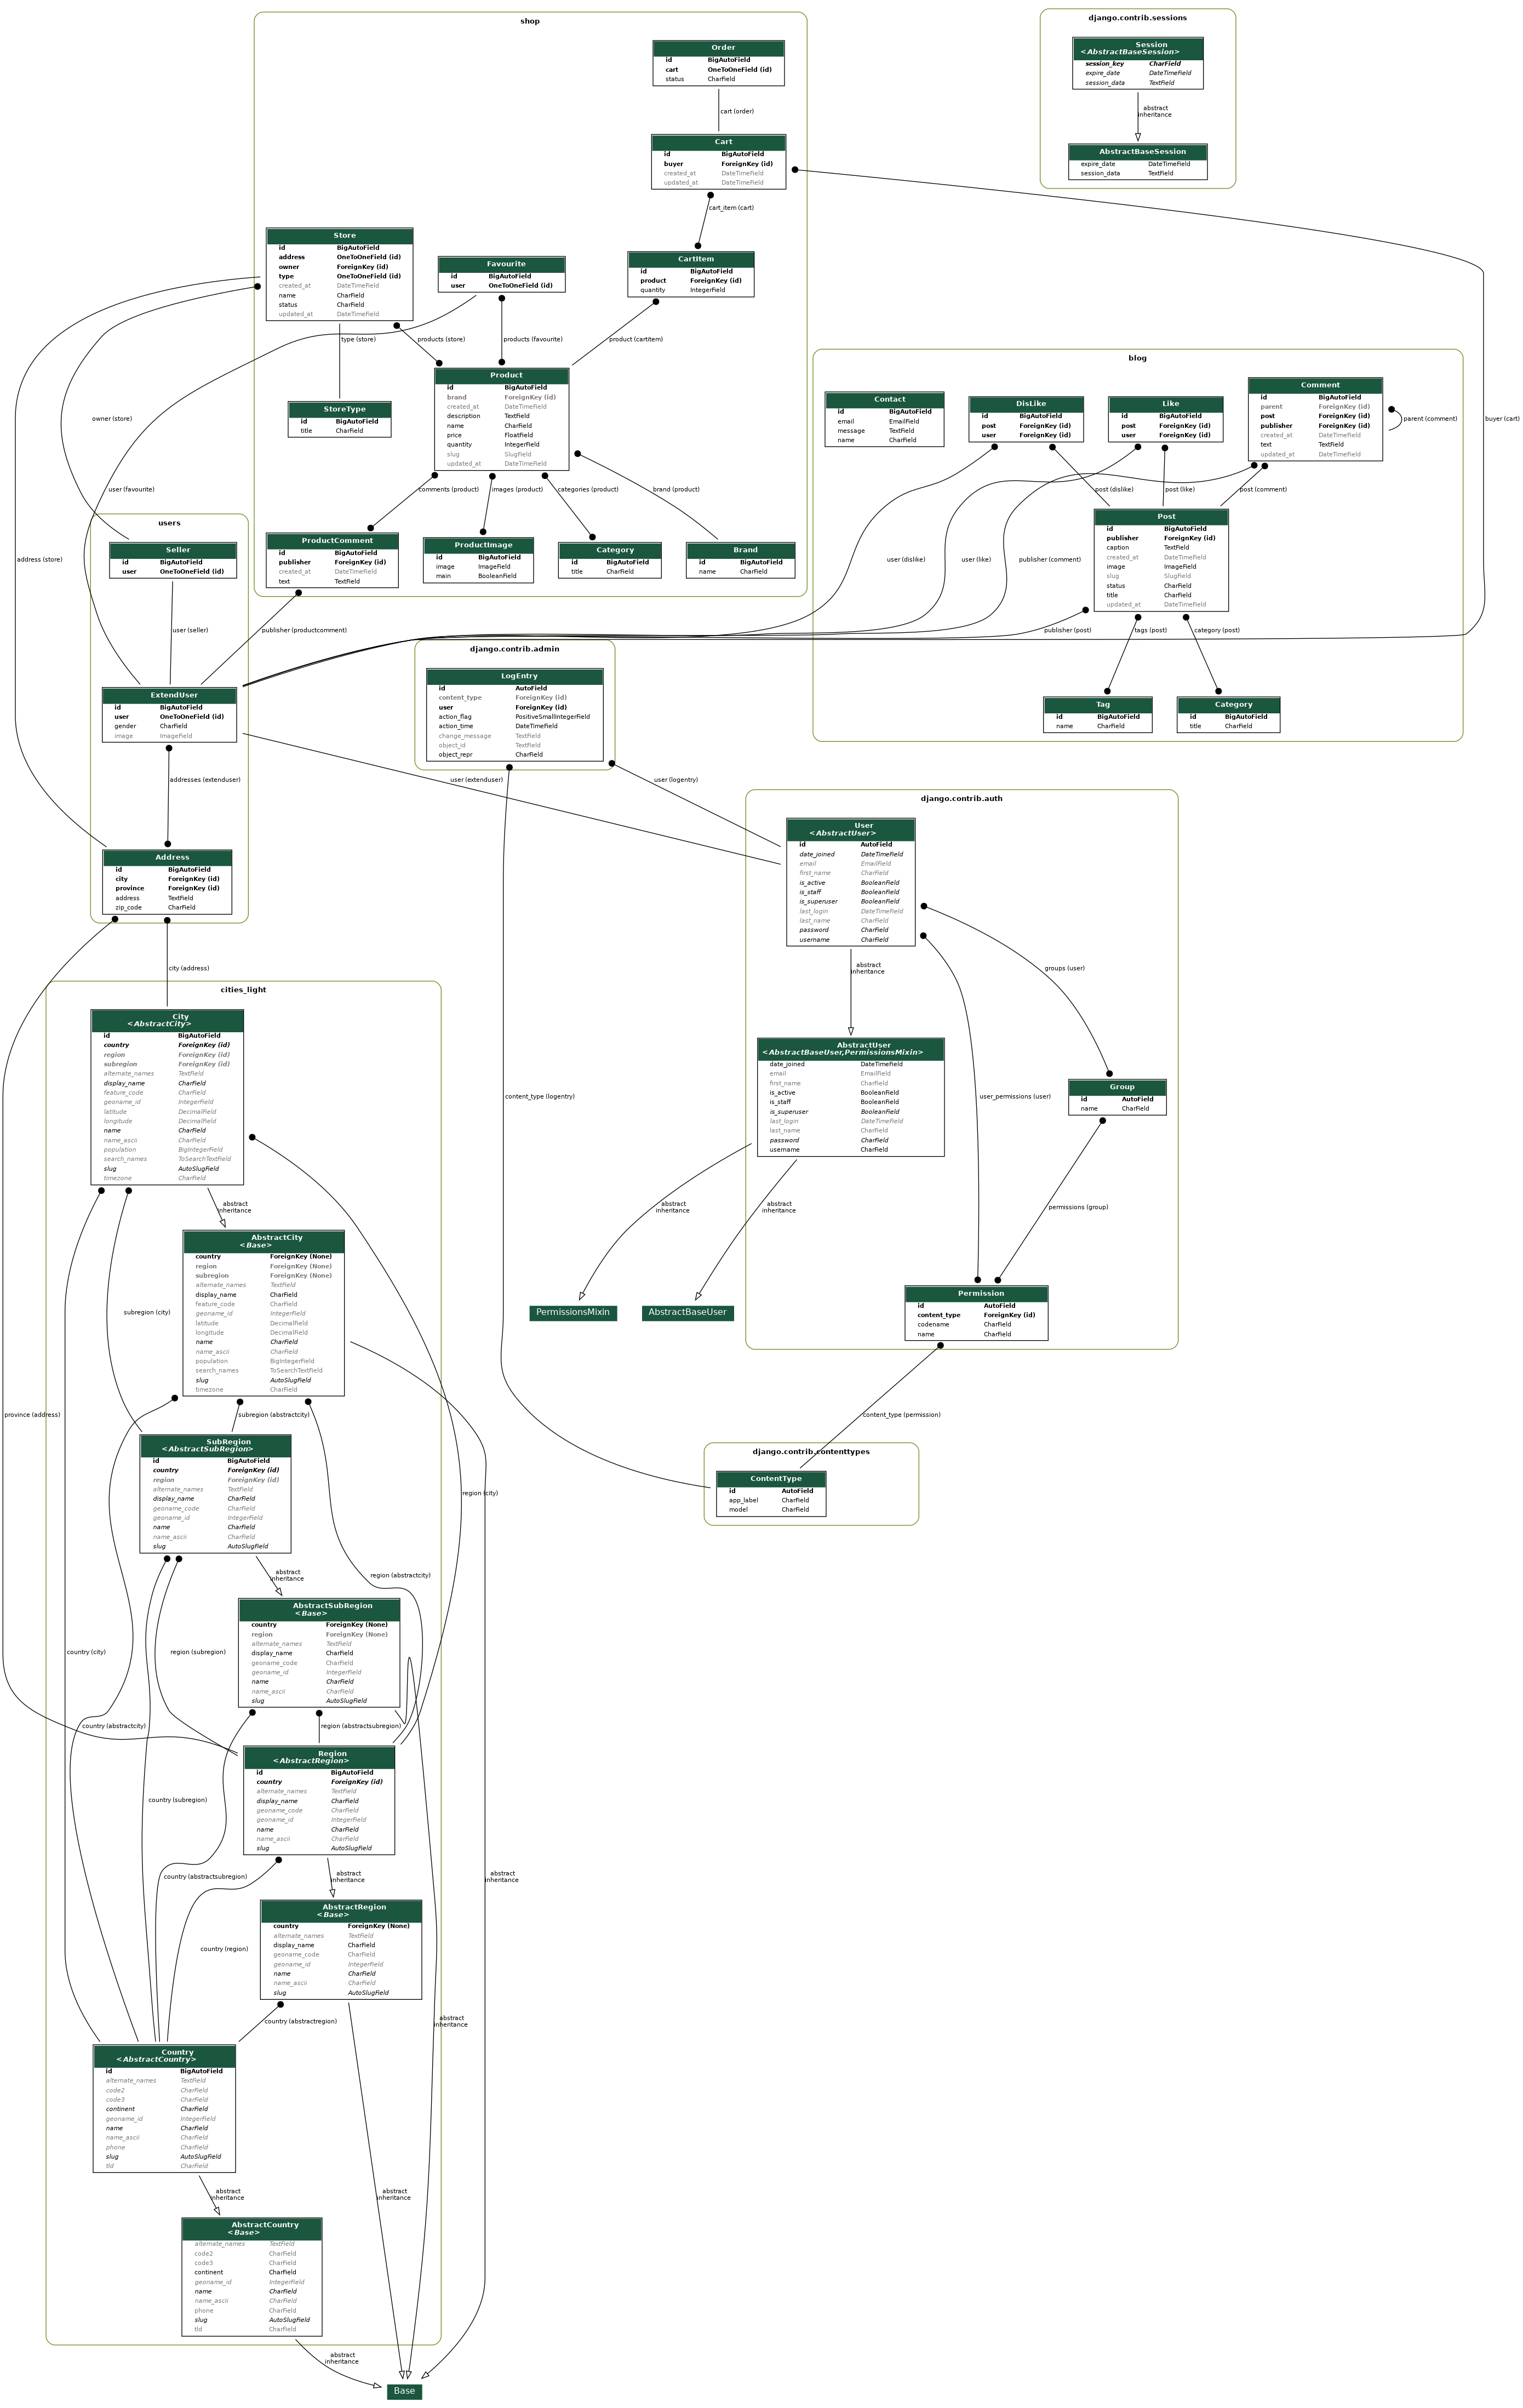 shop
Order
id BigAutoField
cart OneToOneField (id)
status CharField
cart (order)
Cart
id BigAutoField
buyer ForeignKey (id)
created_at DateTimeField
updated_at DateTimeField
cart_item (cart)
Store
id BigAutoField
address OneToOneField (id)
owner ForeignKey (id)
type OneToOneField (id)
created_at DateTimeField
name CharField
status CharField
updated_at DateTimeField
Favourite
id BigAutoField
user OneToOneField (id)
CartItem
id BigAutoField
product ForeignKey (id)
quantity IntegerField
type (store)
products (store)
products (favourite)
product (cartitem)
StoreType
id BigAutoField
title CharField
Product
id BigAutoField
brand ForeignKey (id)
created_at DateTimeField
description TextField
name CharField
price FloatField
quantity IntegerField
slug SlugField
updated_at DateTimeField
comments (product)
images (product)
categories (product)
brand (product)
ProductComment
id BigAutoField
publisher ForeignKey (id)
created_at DateTimeField
text TextField
ProductImage
id BigAutoField
image ImageField
main BooleanField
Category
id BigAutoField
title CharField
Brand
id BigAutoField
name CharField
django.contrib.sessions
Session
<AbstractBaseSession>
session_key CharField
expire_date DateTimeField
session_data TextField
abstract
inheritance
AbstractBaseSession
expire_date DateTimeField
session_data TextField
blog
Contact
id BigAutoField
email EmailField
message TextField
name CharField
DisLike
id BigAutoField
post ForeignKey (id)
user ForeignKey (id)
Like
id BigAutoField
post ForeignKey (id)
user ForeignKey (id)
Comment
id BigAutoField
parent ForeignKey (id)
post ForeignKey (id)
publisher ForeignKey (id)
created_at DateTimeField
text TextField
updated_at DateTimeField
parent (comment)
buyer (cart)
post (dislike)
post (like)
post (comment)
Post
id BigAutoField
publisher ForeignKey (id)
caption TextField
created_at DateTimeField
image ImageField
slug SlugField
status CharField
title CharField
updated_at DateTimeField
user (dislike)
user (like)
publisher (comment)
publisher (post)
tags (post)
category (post)
Tag
id BigAutoField
name CharField
Category
id BigAutoField
title CharField
owner (store)
user (favourite)
address (store)
users
Seller
id BigAutoField
user OneToOneField (id)
user (seller)
publisher (productcomment)
ExtendUser
id BigAutoField
user OneToOneField (id)
gender CharField
image ImageField
addresses (extenduser)
user (extenduser)
Address
id BigAutoField
city ForeignKey (id)
province ForeignKey (id)
address TextField
zip_code CharField
city (address)
province (address)
django.contrib.admin
LogEntry
id AutoField
content_type ForeignKey (id)
user ForeignKey (id)
action_flag PositiveSmallIntegerField
action_time DateTimeField
change_message TextField
object_id TextField
object_repr CharField
user (logentry)
content_type (logentry)
django.contrib.auth
User
<AbstractUser>
id AutoField
date_joined DateTimeField
email EmailField
first_name CharField
is_active BooleanField
is_staff BooleanField
is_superuser BooleanField
last_login DateTimeField
last_name CharField
password CharField
username CharField
abstract
inheritance
groups (user)
AbstractUser
<AbstractBaseUser,PermissionsMixin>
date_joined DateTimeField
email EmailField
first_name CharField
is_active BooleanField
is_staff BooleanField
is_superuser BooleanField
last_login DateTimeField
last_name CharField
password CharField
username CharField
user_permissions (user)
Group
id AutoField
name CharField
abstract
inheritance
abstract
inheritance
permissions (group)
PermissionsMixin
AbstractBaseUser
Permission
id AutoField
content_type ForeignKey (id)
codename CharField
name CharField
content_type (permission)
django.contrib.contenttypes
ContentType
id AutoField
app_label CharField
model CharField
cities_light
City
<AbstractCity>
id BigAutoField
country ForeignKey (id)
region ForeignKey (id)
subregion ForeignKey (id)
alternate_names TextField
display_name CharField
feature_code CharField
geoname_id IntegerField
latitude DecimalField
longitude DecimalField
name CharField
name_ascii CharField
population BigIntegerField
search_names ToSearchTextField
slug AutoSlugField
timezone CharField
abstract
inheritance
AbstractCity
<Base>
country ForeignKey (None)
region ForeignKey (None)
subregion ForeignKey (None)
alternate_names TextField
display_name CharField
feature_code CharField
geoname_id IntegerField
latitude DecimalField
longitude DecimalField
name CharField
name_ascii CharField
population BigIntegerField
search_names ToSearchTextField
slug AutoSlugField
timezone CharField
subregion (city)
subregion (abstractcity)
SubRegion
<AbstractSubRegion>
id BigAutoField
country ForeignKey (id)
region ForeignKey (id)
alternate_names TextField
display_name CharField
geoname_code CharField
geoname_id IntegerField
name CharField
name_ascii CharField
slug AutoSlugField
region (city)
abstract
inheritance
region (abstractcity)
AbstractSubRegion
<Base>
country ForeignKey (None)
region ForeignKey (None)
alternate_names TextField
display_name CharField
geoname_code CharField
geoname_id IntegerField
name CharField
name_ascii CharField
slug AutoSlugField
country (city)
region (subregion)
country (abstractcity)
region (abstractsubregion)
Region
<AbstractRegion>
id BigAutoField
country ForeignKey (id)
alternate_names TextField
display_name CharField
geoname_code CharField
geoname_id IntegerField
name CharField
name_ascii CharField
slug AutoSlugField
country (subregion)
country (abstractsubregion)
abstract
inheritance
abstract
inheritance
AbstractRegion
<Base>
country ForeignKey (None)
alternate_names TextField
display_name CharField
geoname_code CharField
geoname_id IntegerField
name CharField
name_ascii CharField
slug AutoSlugField
country (region)
country (abstractregion)
abstract
inheritance
Country
<AbstractCountry>
id BigAutoField
alternate_names TextField
code2 CharField
code3 CharField
continent CharField
geoname_id IntegerField
name CharField
name_ascii CharField
phone CharField
slug AutoSlugField
tld CharField
abstract
inheritance
abstract
inheritance
AbstractCountry
<Base>
alternate_names TextField
code2 CharField
code3 CharField
continent CharField
geoname_id IntegerField
name CharField
name_ascii CharField
phone CharField
slug AutoSlugField
tld CharField
abstract
inheritance
Base